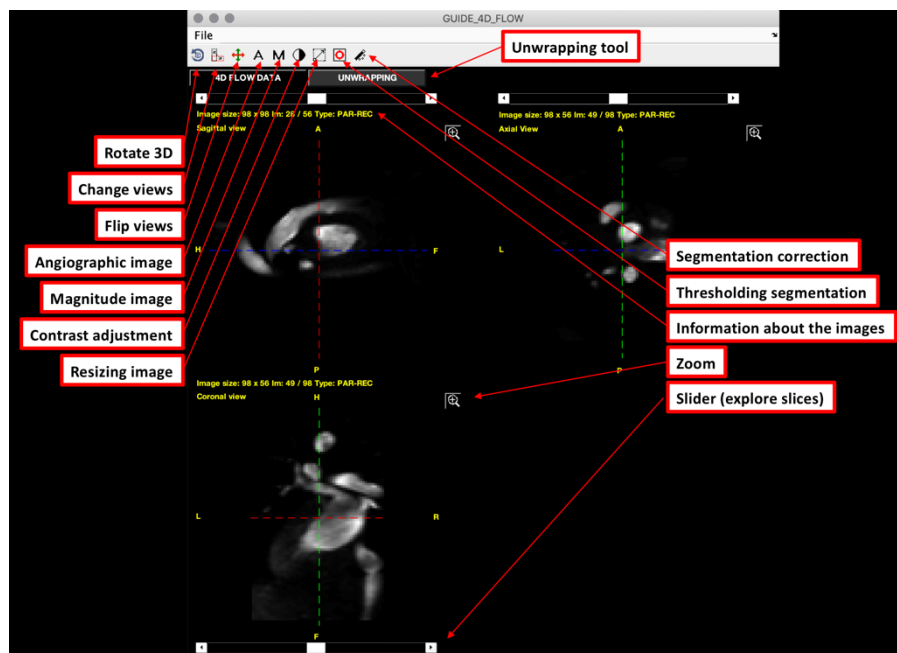 GUIDE_4D_FLOW
File
Unwrapping tool
A M
4D FLOW DATA
UNWRAPPING
Image size: 98 x 98 Im: 28 / 56 Type: PAR-REC
Sagittal view
A
Image size: 98 x 56 Im: 49 / 98 Type: PAR-REC
Axial View
A
Rotate 3D
Change views
Flip views
Angiographic image
Magnitude image
Contrast adjustment
Resizing image
H
F
L
Segmentation correction
Thresholding segmentation
Information about the images
Zoom
Slider (explore slices)
P
P
Image size: 98 x 56 Im: 49 / 98 Type: PAR-REC
Coronal view
H
L
R
F